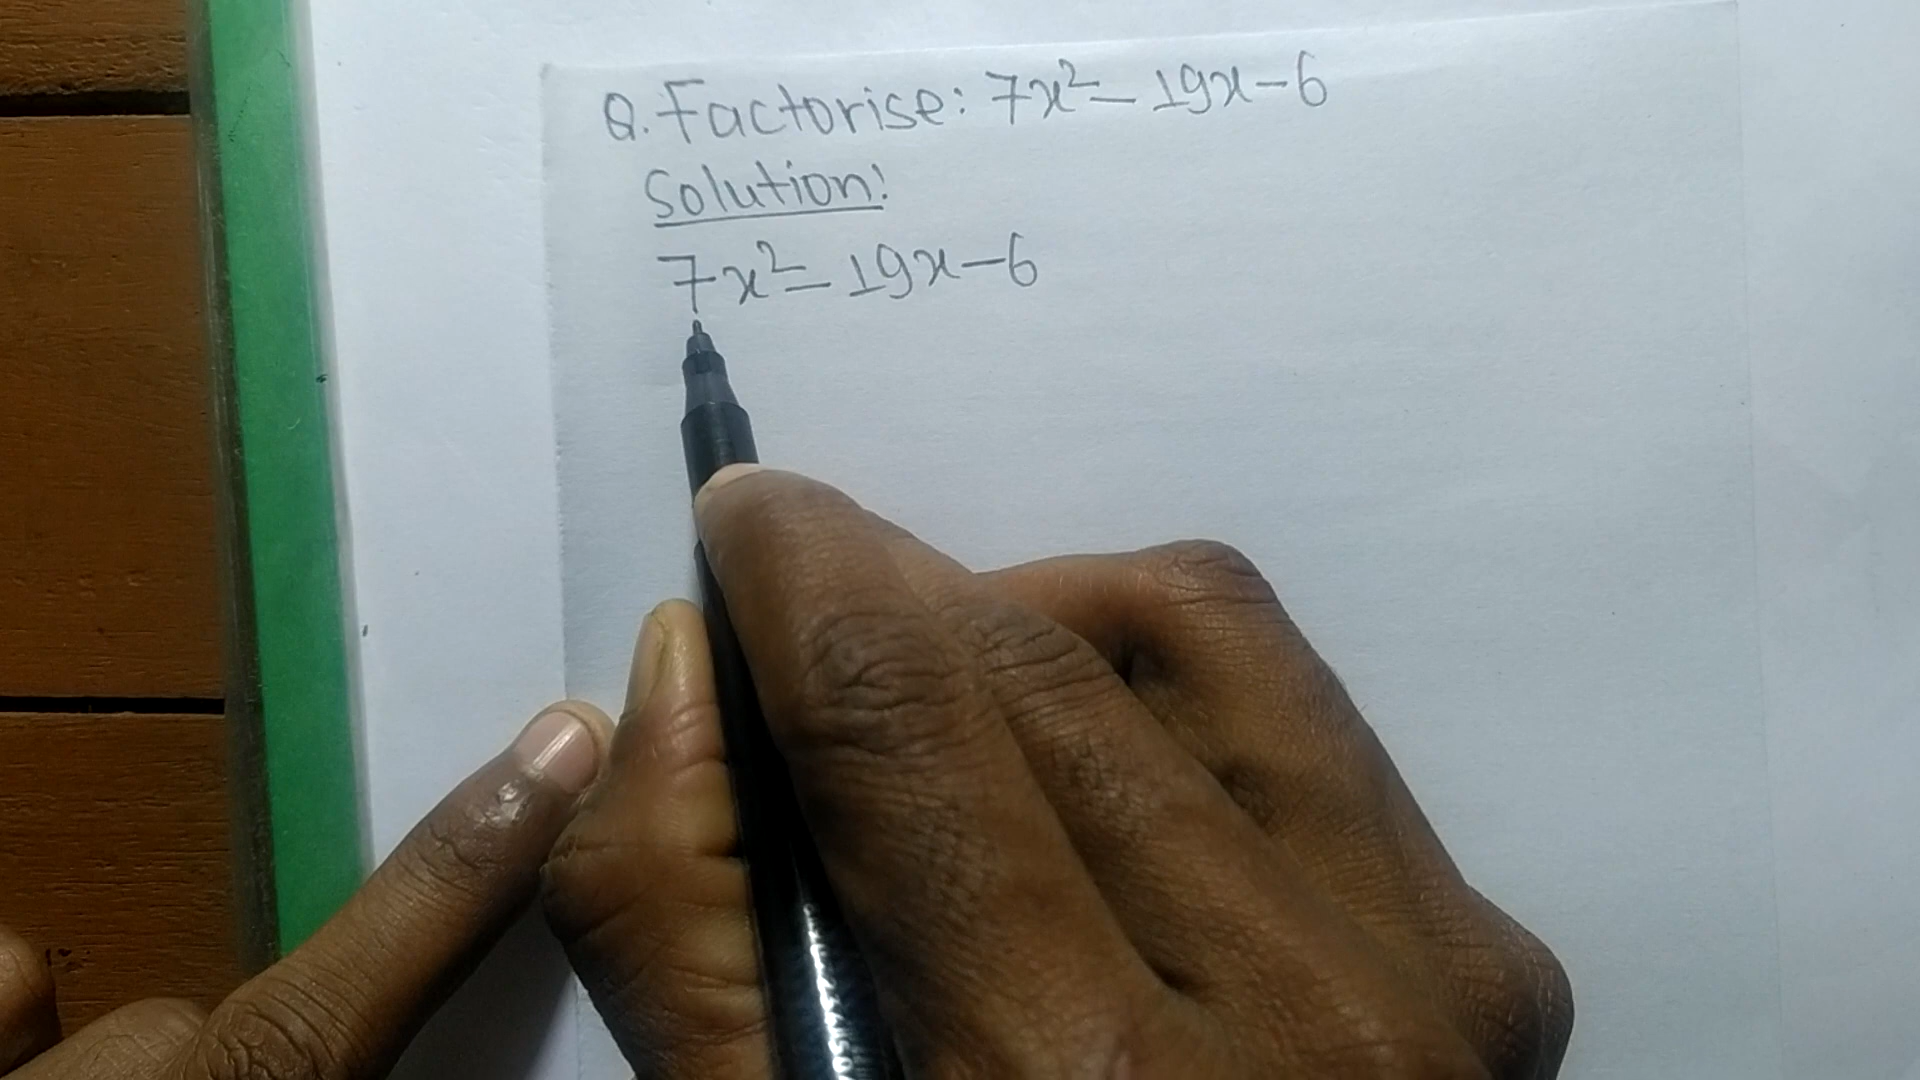 Q. Factorise: 7x² - 19x - 6
Solution:
7x² - 19x - 6